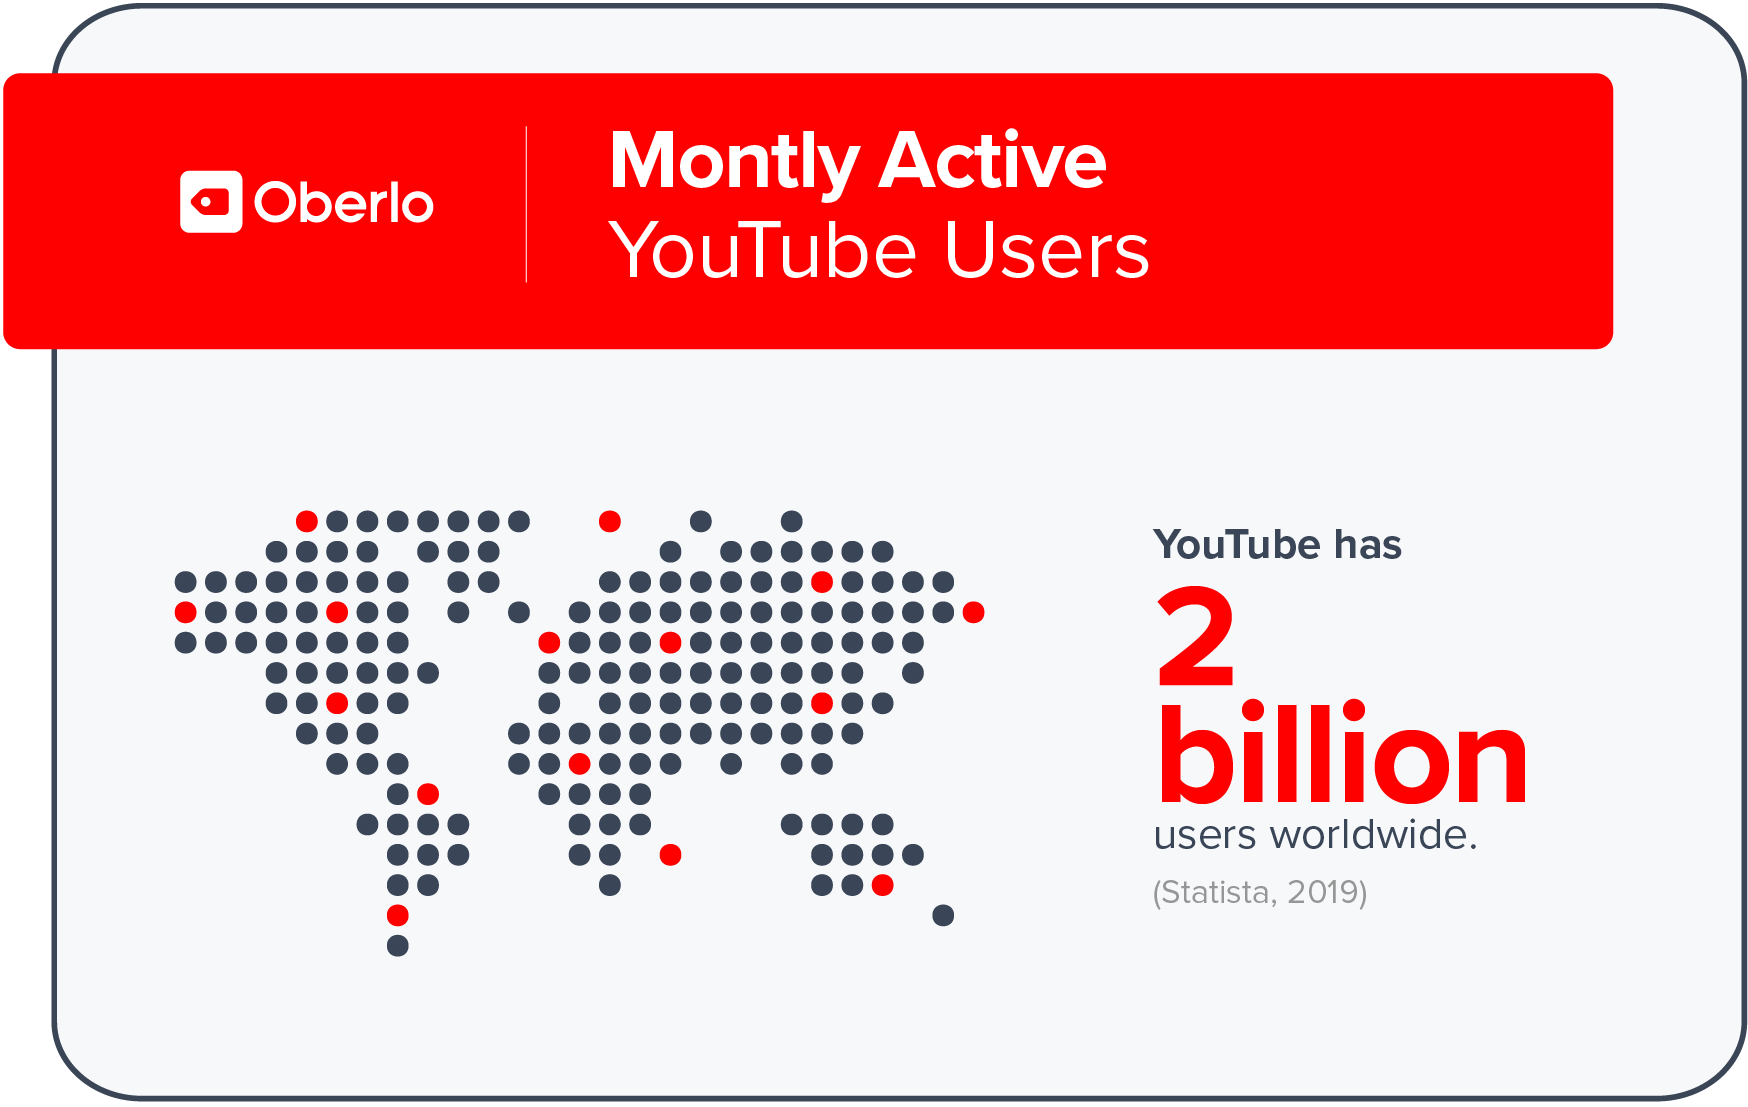 Oberlo
Montly Active
YouTube Users
YouTube has
2
billion
users worldwide.
(Statista, 2019)